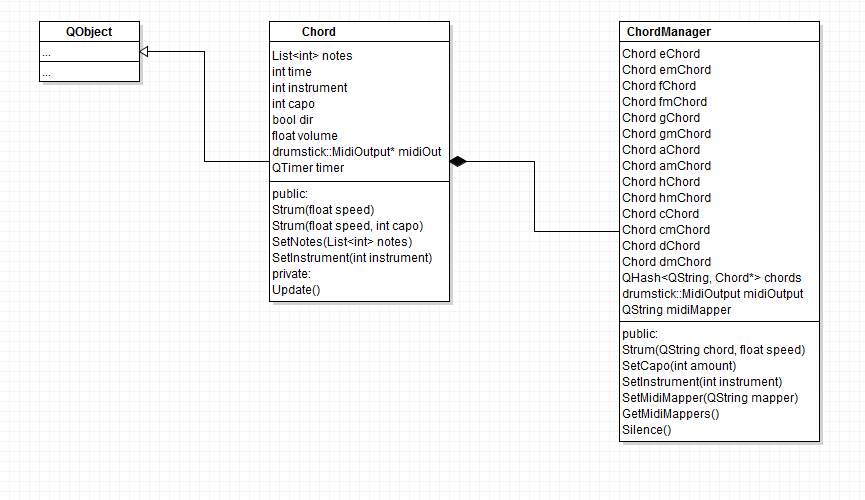 QObject
...
...
Chord
List<int> notes
int time
int instrument
int capo
bool dir
float volume
drumstick::MidiOutput* midiOut
QTimer timer
public:
Strum(float speed)
Strum(float speed, int capo)
SetNotes(List<int> notes)
SetInstrument(int instrument)
private:
Update()
ChordManager
Chord eChord
Chord emChord
Chord fChord
Chord fmChord
Chord gChord
Chord gmChord
Chord aChord
Chord amChord
Chord hChord
Chord hmChord
Chord cChord
Chord cmChord
Chord dChord
Chord dmChord
QHash<QString, Chord*> chords
drumstick::MidiOutput midiOutput
QString midiMapper
public:
Strum(QString chord, float speed)
SetCapo(int amount)
SetInstrument(int instrument)
SetMidiMapper(QString mapper)
GetMidiMappers()
Silence()